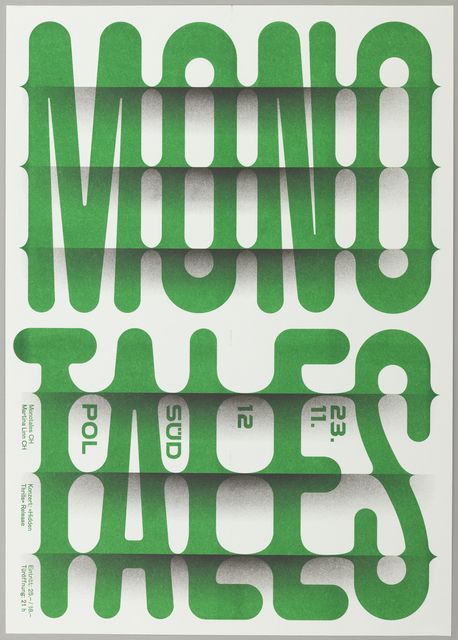 MONO
TALES
23.
11.
12
SÜD
POL
Monotales CH
Martina Linn CH
Konzert: «Hidden
Thrills» Release
Eintritt: 25.–/18.–
Türöffnung: 21 h